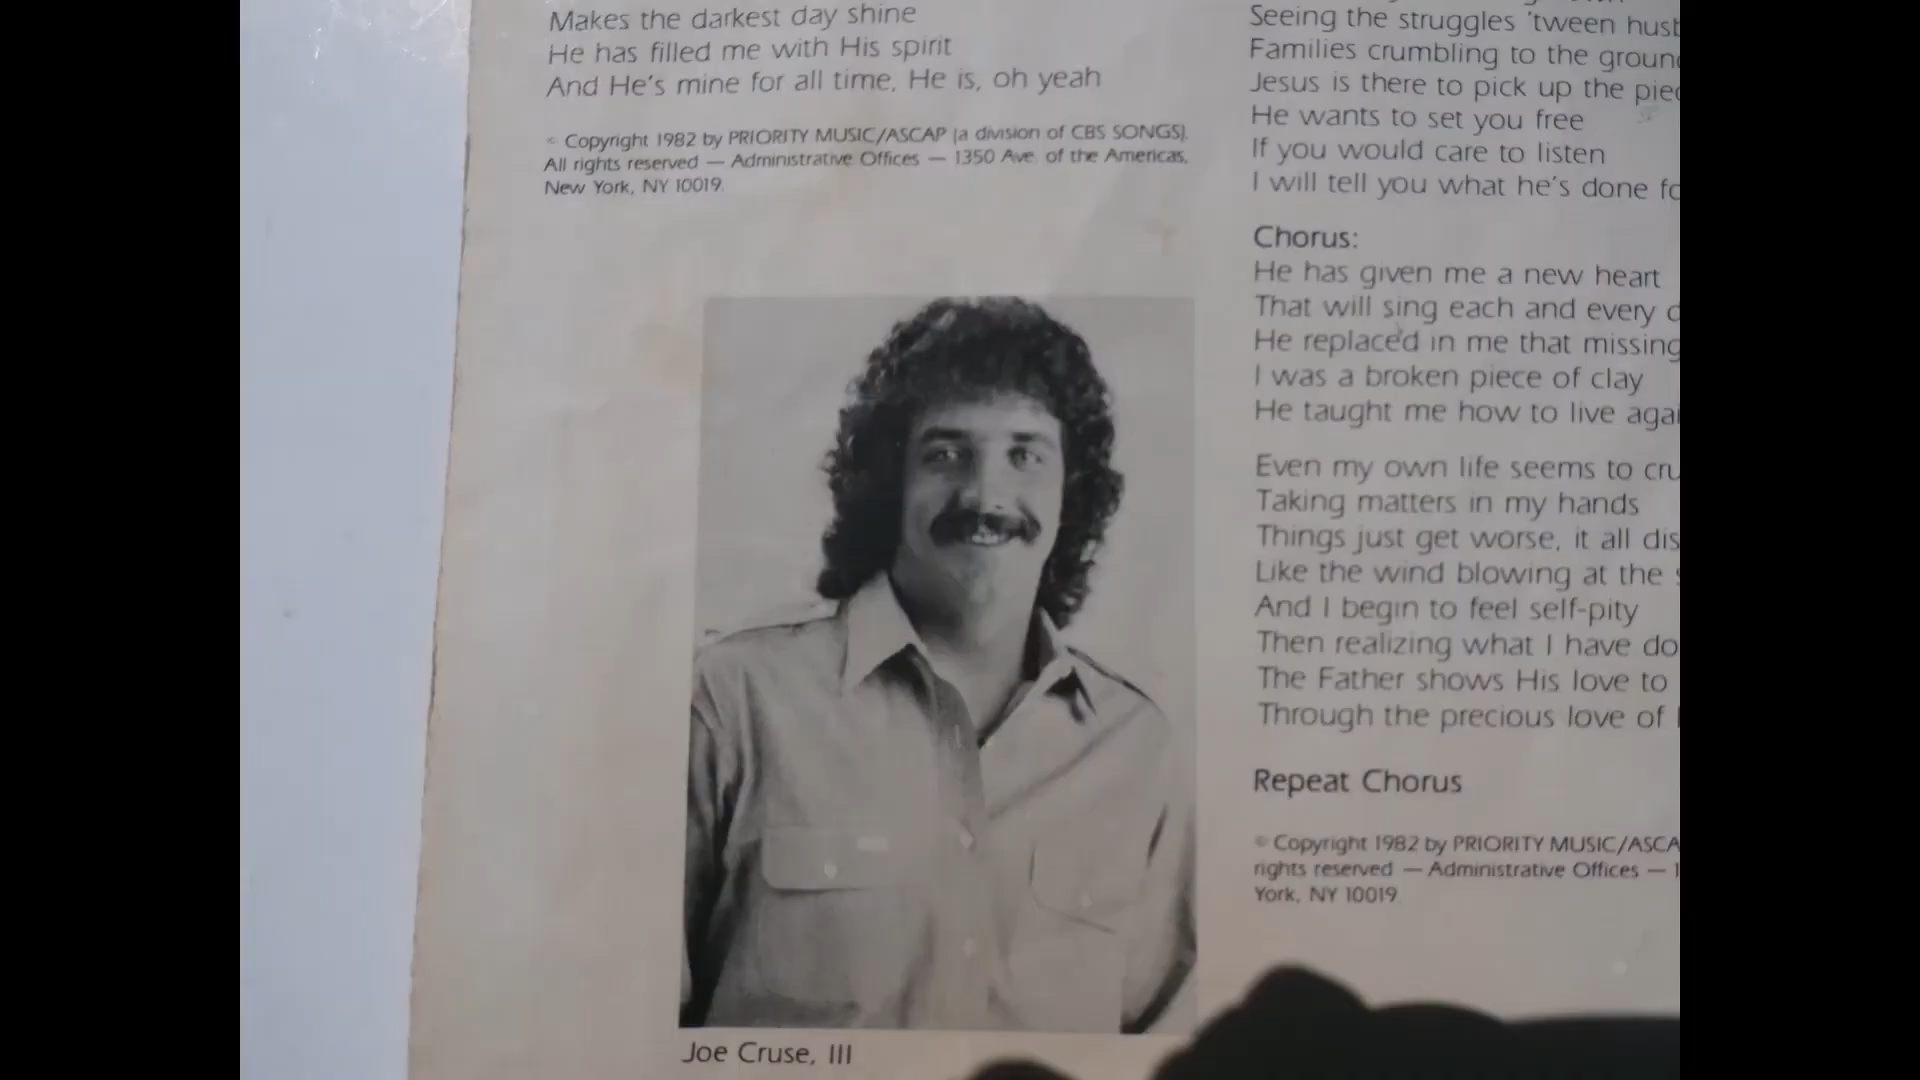 Makes the darkest day shine
He has filled me with His spirit
And He's mine for all time, He is, oh yeah
© Copyright 1982 by PRIORITY MUSIC/ASCAP (a division of CBS SONGS).
All rights reserved — Administrative Offices — 1350 Ave. of the Americas,
New York, NY 10019.
Joe Cruse, III
Seeing the struggles 'tween
Families crumbling to the
Jesus is there to pick up the
He wants to set you free
If you would care to listen
I will tell you what he's done
Chorus:
He has given me a new heart
That will sing each and every
He replaced in me that missing
I was a broken piece of clay
He taught me how to live
Even my own life seems to
Taking matters in my hands
Things just get worse, it all
Like the wind blowing at the
And I begin to feel self-pity
Then realizing what I have
The Father shows His love to
Through the precious love of
Repeat Chorus
© Copyright 1982 by PRIORITY
rights reserved — Administrative Offices —
York, NY 10019.